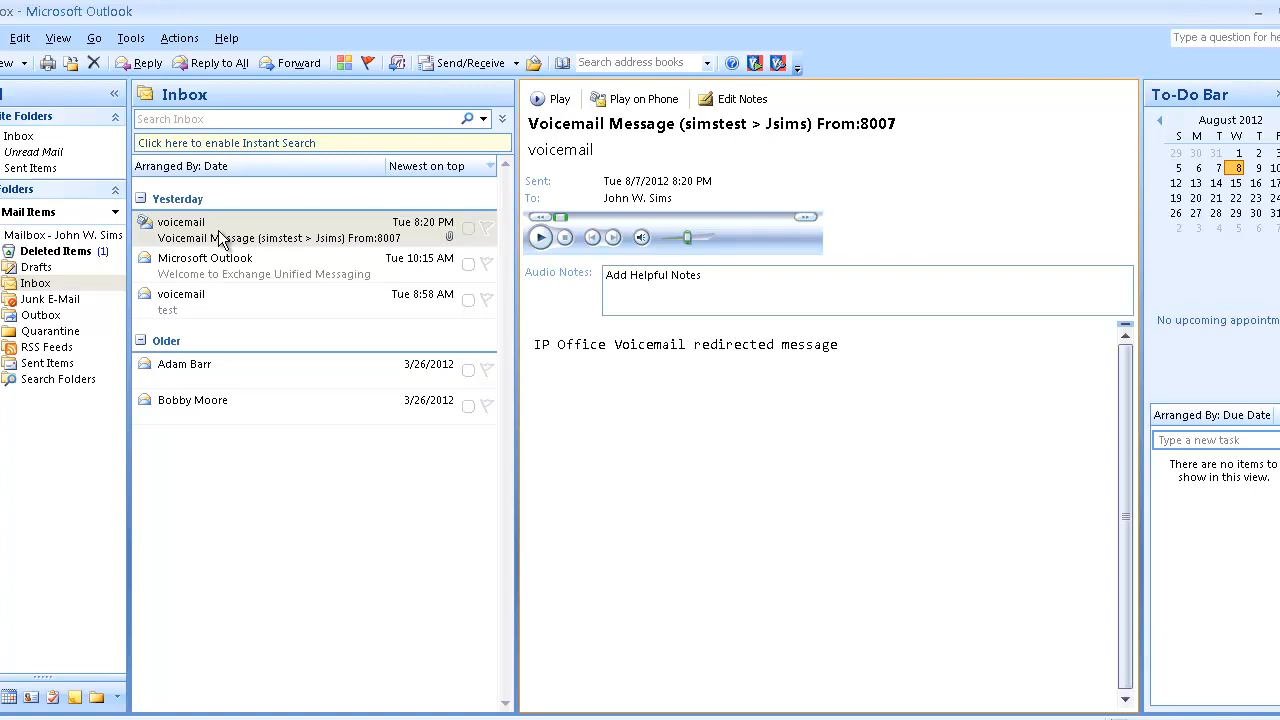 ox - Microsoft Outlook
Edit View Go Tools Actions Help
Type a question for he
ew Reply Reply to All Forward Send/Receive Search address books
Inbox
To-Do Bar
ite Folders
Inbox
Unread Mail
Sent Items
olders
Mail Items
Mailbox - John W. Sims
Deleted Items (1)
Drafts
Inbox
Junk E-Mail
Outbox
Quarantine
RSS Feeds
Sent Items
Search Folders
Search Inbox
Click here to enable Instant Search
Arranged By: Date Newest on top
Yesterday
voicemail Tue 8:20 PM
Voicemail Message (simstest > Jsims) From:8007
Microsoft Outlook Tue 10:15 AM
Welcome to Exchange Unified Messaging
voicemail Tue 8:58 AM
test
Older
Adam Barr 3/26/2012
Bobby Moore 3/26/2012
Play Play on Phone Edit Notes
Voicemail Message (simstest > Jsims) From:8007
voicemail
Sent: Tue 8/7/2012 8:20 PM
To: John W. Sims
Audio Notes: Add Helpful Notes
IP Office Voicemail redirected message
August 2012
S M T W T F
29 30 31 1 2 3
5 6 7 8 9 10
12 13 14 15 16 17
19 20 21 22 23 24
26 27 28 29 30 31
2 3 4 5 6 7
No upcoming appointm
Arranged By: Due Date
Type a new task
There are no items to
show in this view.